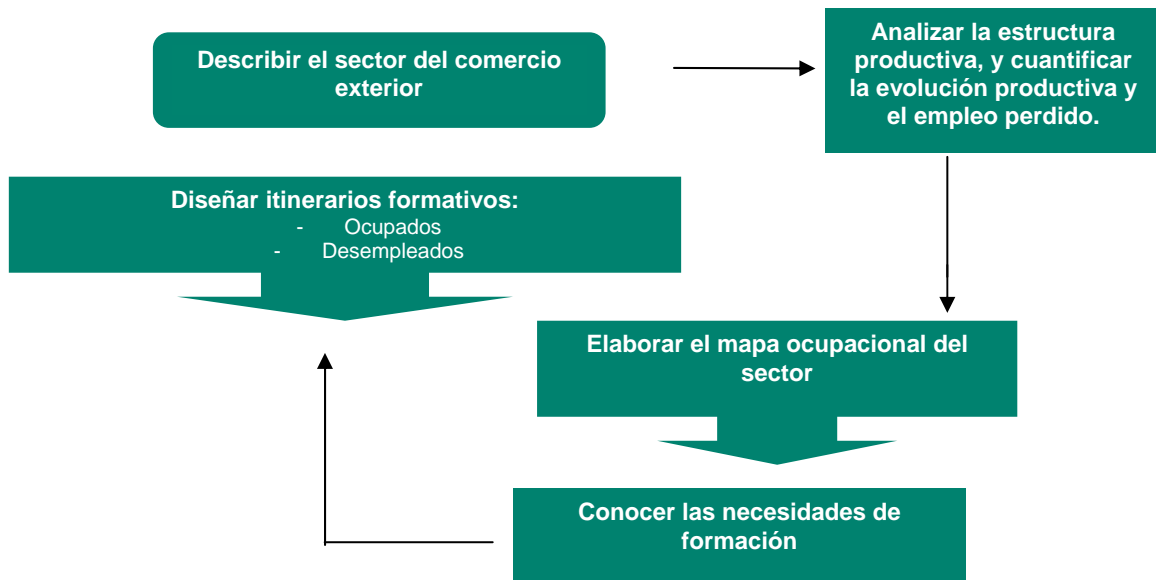 Describir el sector del comercio
exterior
Analizar la estructura
productiva, y cuantificar
la evolución productiva y
el empleo perdido.
Diseñar itinerarios formativos:
- Ocupados
- Desempleados
Elaborar el mapa ocupacional del
sector
Conocer las necesidades de
formación